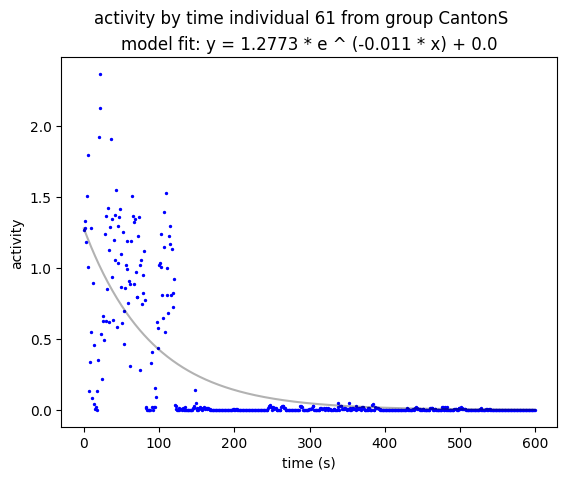 activity by time individual 61 from group CantonS
model fit: y = 1.2773 * e ^ (-0.011 * x) + 0.0
2.0
1.5
1.0
0.5
0.0
activity
0 100 200 300 400 500 600
time (s)